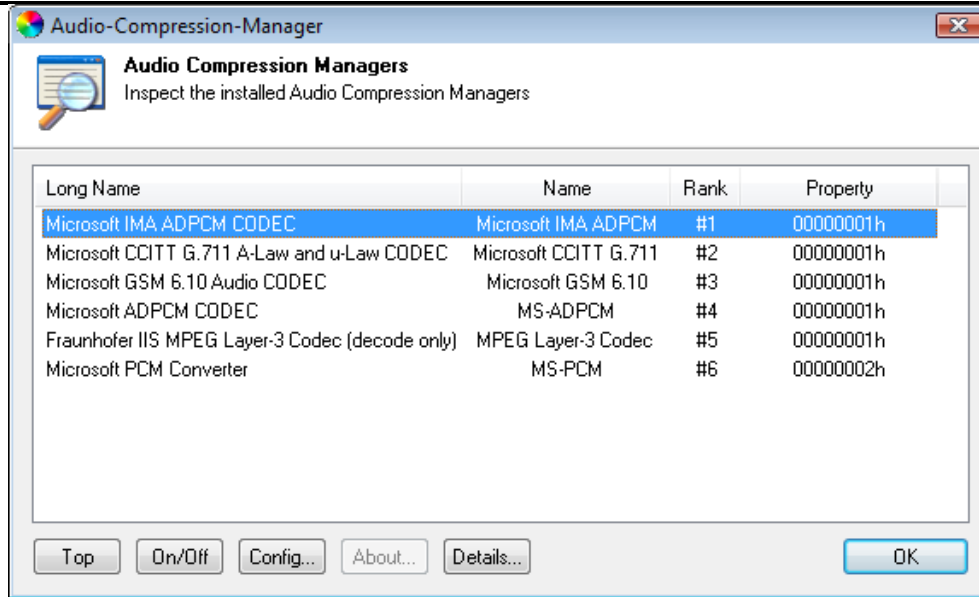 Audio-Compression-Manager
Audio Compression Managers
Inspect the installed Audio Compression Managers
Long Name Name Rank Property
Microsoft IMA ADPCM CODEC Microsoft IMA ADPCM #1 00000001h
Microsoft CCITT G.711 A-Law and u-Law CODEC Microsoft CCITT G.711 #2 00000001h
Microsoft GSM 6.10 Audio CODEC Microsoft GSM 6.10 #3 00000001h
Microsoft ADPCM CODEC MS-ADPCM #4 00000001h
Fraunhofer IIS MPEG Layer-3 Codec (decode only) MPEG Layer-3 Codec #5 00000001h
Microsoft PCM Converter MS-PCM #6 00000002h
Top On/Off Config... About... Details... OK